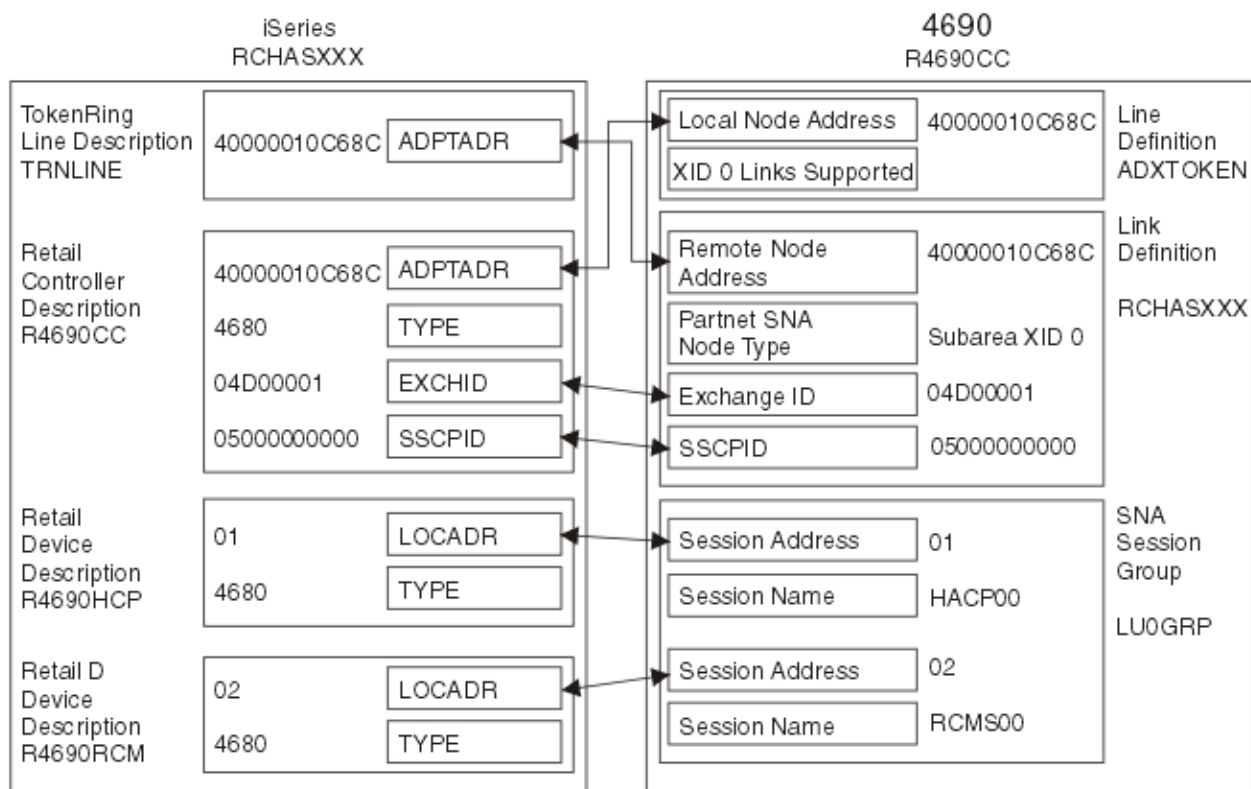 iSeries
RCHASXXX
TokenRing
Line Description
TRNLINE
40000010C68C
ADPTADR
Retail
Controller
Description
R4690CC
40000010C68C
ADPTADR
4680
TYPE
04D00001
EXCHID
05000000000
SSCPID
Retail
Device
Description
R4690HCP
01
LOCADR
4680
TYPE
Retail D
Device
Description
R4690RCM
02
LOCADR
4680
TYPE
4690
R4690CC
Local Node Address
40000010C68C
XID 0 Links Supported
Line
Definition
ADXTOKEN
Remote Node
Address
40000010C68C
Partnet SNA
Node Type
Subarea XID 0
Exchange ID
04D00001
SSCPID
05000000000
Link
Definition
RCHASXXX
Session Address
01
Session Name
HACP00
Session Address
02
Session Name
RCMS00
SNA
Session
Group
LU0GRP